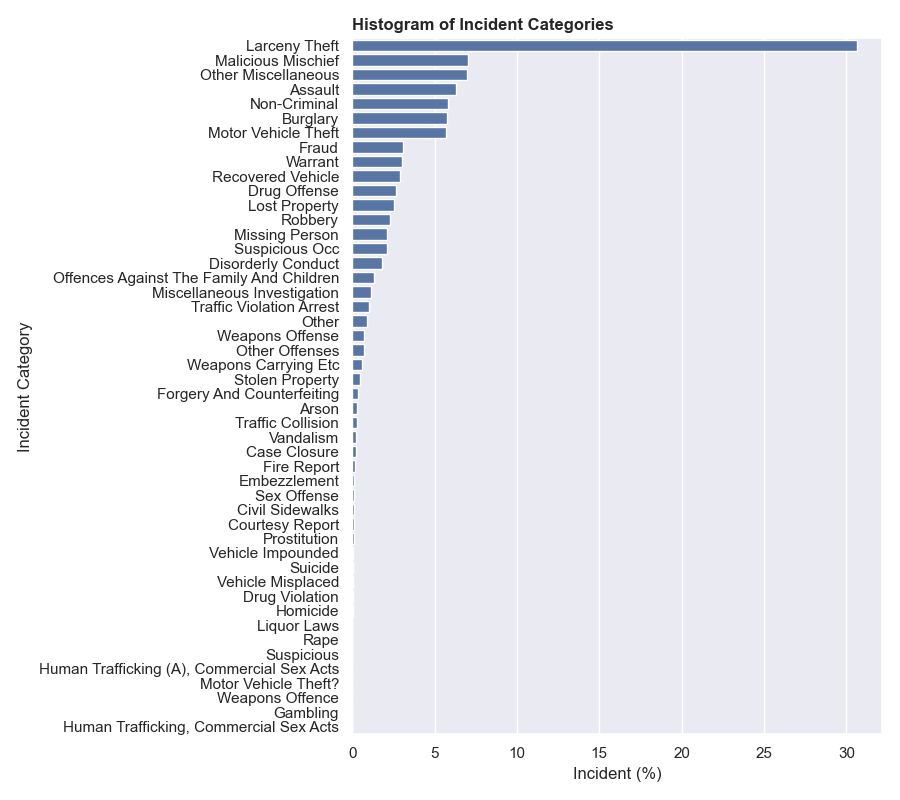 Histogram of Incident Categories
Larceny Theft
Malicious Mischief
Other Miscellaneous
Assault
Non-Criminal
Burglary
Motor Vehicle Theft
Fraud
Warrant
Recovered Vehicle
Drug Offense
Lost Property
Robbery
Missing Person
Suspicious Occ
Disorderly Conduct
Offences Against The Family And Children
Miscellaneous Investigation
Traffic Violation Arrest
Other
Weapons Offense
Other Offenses
Weapons Carrying Etc
Stolen Property
Forgery And Counterfeiting
Arson
Traffic Collision
Vandalism
Case Closure
Fire Report
Embezzlement
Sex Offense
Civil Sidewalks
Courtesy Report
Prostitution
Vehicle Impounded
Suicide
Vehicle Misplaced
Drug Violation
Homicide
Liquor Laws
Rape
Suspicious
Human Trafficking (A), Commercial Sex Acts
Motor Vehicle Theft?
Weapons Offence
Gambling
Human Trafficking, Commercial Sex Acts
Incident Category
0 5 10 15 20 25 30
Incident (%)